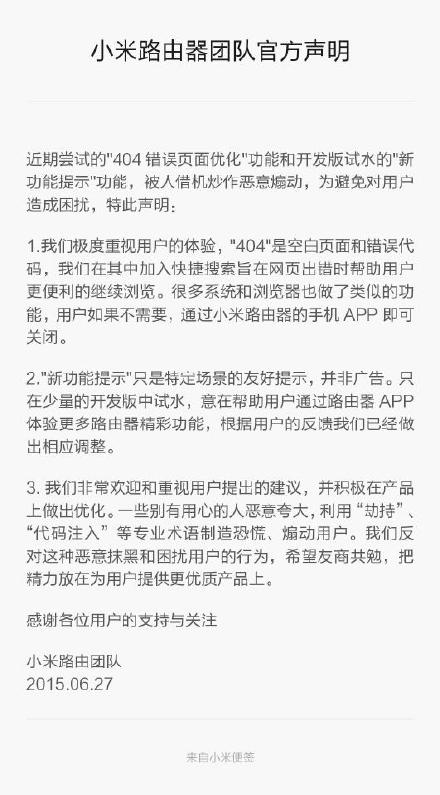 小米路由器团队官方声明
近期尝试的"404 错误页面优化"功能和开发版试水的"新
功能提示"功能，被人借机炒作恶意煽动，为避免对用户
造成困扰，特此声明：
1.我们极度重视用户的体验，"404"是空白页面和错误代
码，我们在其中加入快捷搜索旨在网页出错时帮助用户
更便利的继续浏览。很多系统和浏览器也做了类似的功
能，用户如果不需要，通过小米路由器的手机 APP 即可
关闭。
2."新功能提示"只是特定场景的友好提示，并非广告。只
在少量的开发版中试水，意在帮助用户通过路由器 APP
体验更多路由器精彩功能，根据用户的反馈我们已经做
出相应调整。
3. 我们非常欢迎和重视用户提出的建议，并积极在产品
上做出优化。一些别有用心的人恶意夸大，利用“劫持”、
“代码注入”等专业术语制造恐慌、煽动用户。我们反
对这种恶意抹黑和困扰用户的行为，希望友商共勉，把
精力放在为用户提供更优质产品上。
感谢各位用户的支持与关注
小米路由团队
2015.06.27
来自小米便签